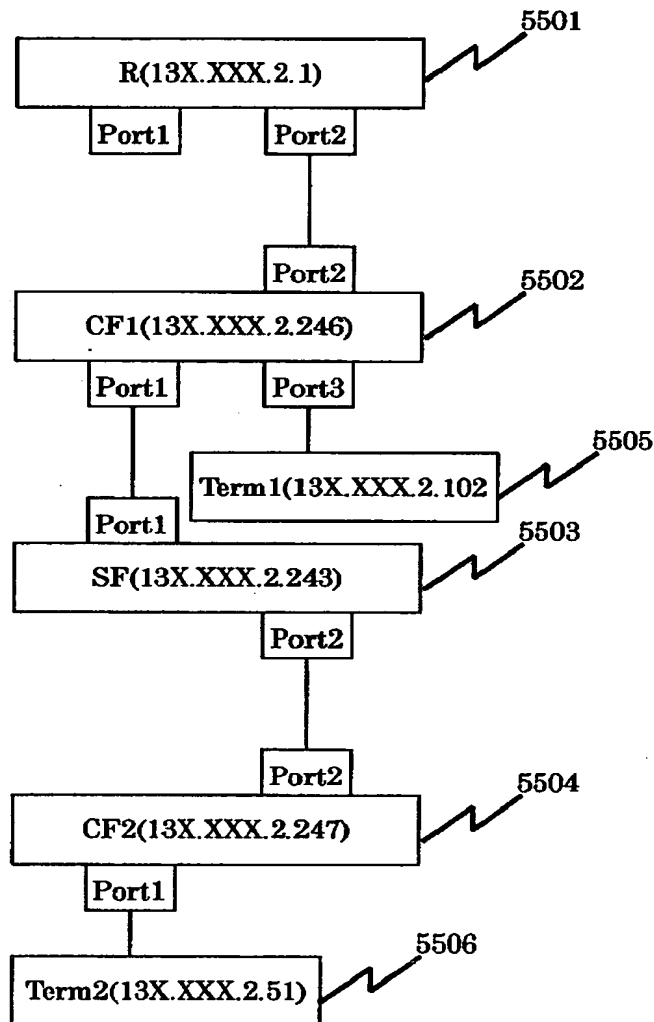 5501
R(13X.XXX.2.1)
Port1 Port2
Port2
5502
CF1(13X.XXX.2.246)
Port1 Port3
5505
Term1(13X.XXX.2.102
Port1
5503
SF(13X.XXX.2.243)
Port2
Port2
5504
CF2(13X.XXX.2.247)
Port1
5506
Term2(13X.XXX.2.51)